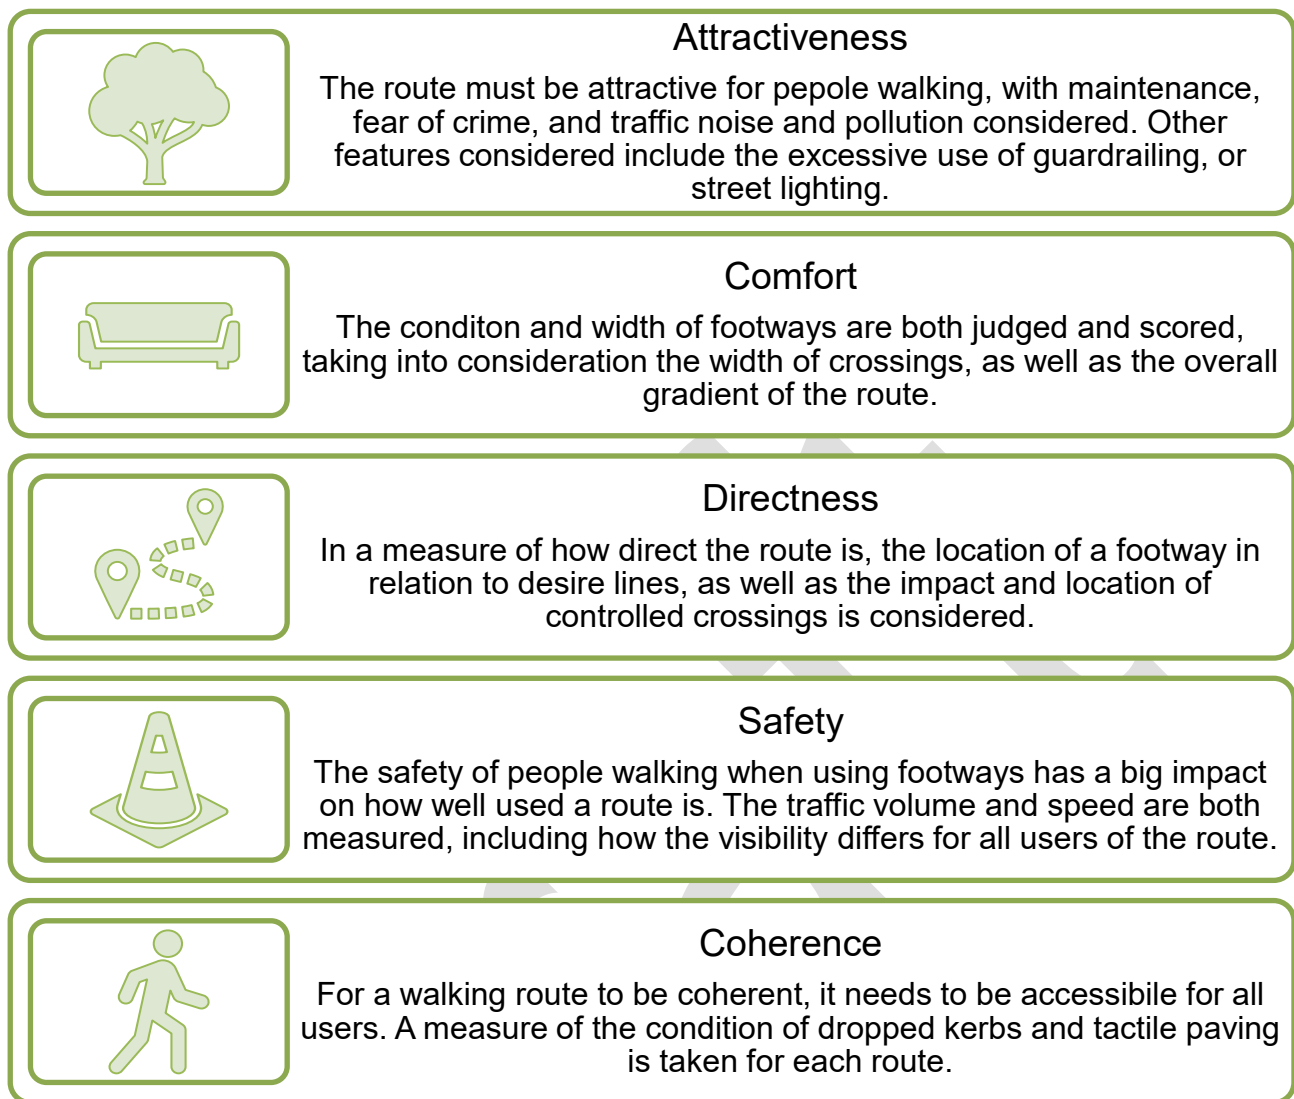 Attractiveness
The route must be attractive for pepole walking, with maintenance,
fear of crime, and traffic noise and pollution considered. Other
features considered include the excessive use of guardrailing, or
street lighting.
Comfort
The conditon and width of footways are both judged and scored,
taking into consideration the width of crossings, as well as the overall
gradient of the route.
Directness
In a measure of how direct the route is, the location of a footway in
relation to desire lines, as well as the impact and location of
controlled crossings is considered.
Safety
The safety of people walking when using footways has a big impact
on how well used a route is. The traffic volume and speed are both
measured, including how the visibility differs for all users of the route.
Coherence
For a walking route to be coherent, it needs to be accessibile for all
users. A measure of the condition of dropped kerbs and tactile paving
is taken for each route.